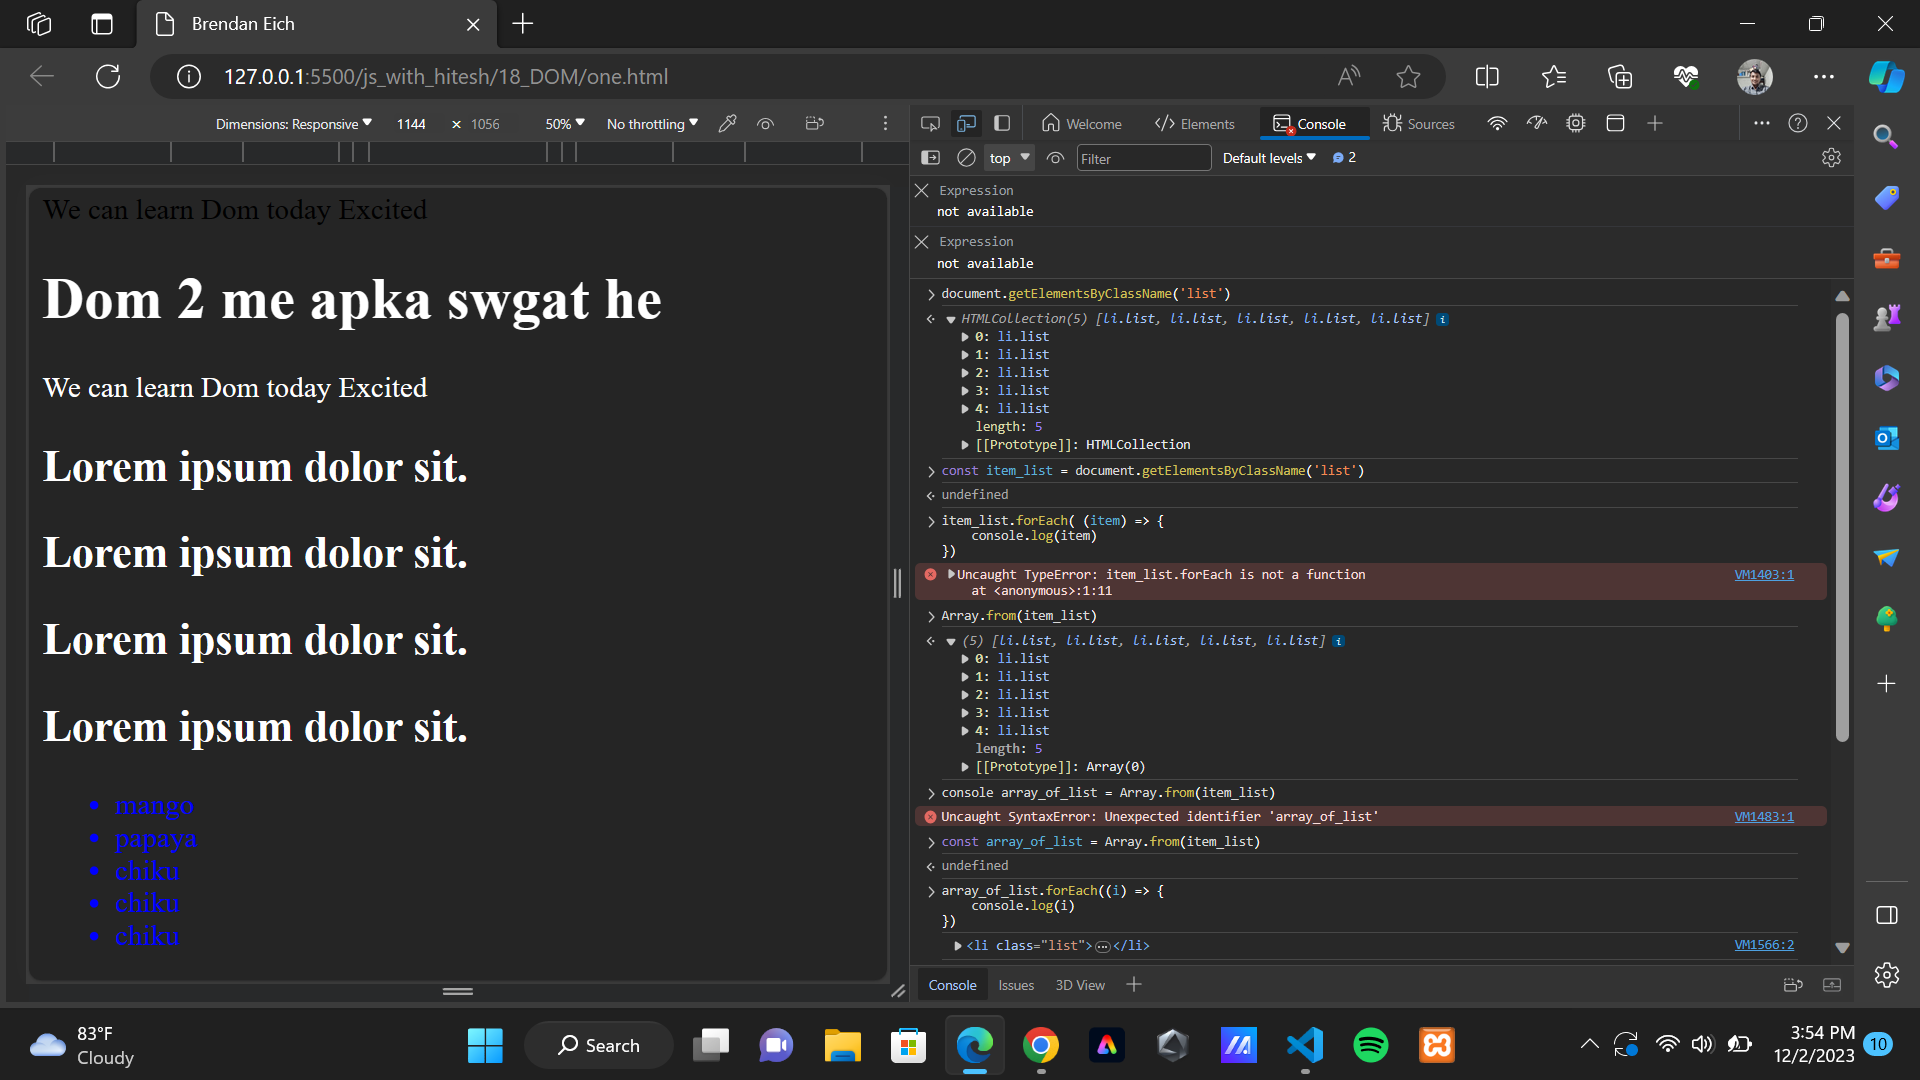 Brendan Eich
127.0.0.1:5500/js_with_hitesh/18_DOM/one.html
Dimensions: Responsive 1144 × 1056 50% No throttling
Welcome Elements Console Sources
top Filter Default levels 2
We can learn Dom today Excited
Dom 2 me apka swgat he
We can learn Dom today Excited
Lorem ipsum dolor sit.
Lorem ipsum dolor sit.
Lorem ipsum dolor sit.
Lorem ipsum dolor sit.
mango
papaya
chiku
chiku
chiku
Expression
not available
Expression
not available
document.getElementsByClassName('list')
HTMLCollection(5) [li.list, li.list, li.list, li.list, li.list]
0: li.list
1: li.list
2: li.list
3: li.list
4: li.list
length: 5
[[Prototype]]: HTMLCollection
const item_list = document.getElementsByClassName('list')
undefined
item_list.forEach( (item) => {
console.log(item)
})
Uncaught TypeError: item_list.forEach is not a function VM1403:1
at <anonymous>:1:11
Array.from(item_list)
(5) [li.list, li.list, li.list, li.list, li.list]
0: li.list
1: li.list
2: li.list
3: li.list
4: li.list
length: 5
[[Prototype]]: Array(0)
console array_of_list = Array.from(item_list)
Uncaught SyntaxError: Unexpected identifier 'array_of_list' VM1483:1
const array_of_list = Array.from(item_list)
undefined
array_of_list.forEach((i) => {
console.log(i)
})
<li class="list">…</li> VM1566:2
Console Issues 3D View
83°F
Cloudy
Search
3:54 PM
12/2/2023
10